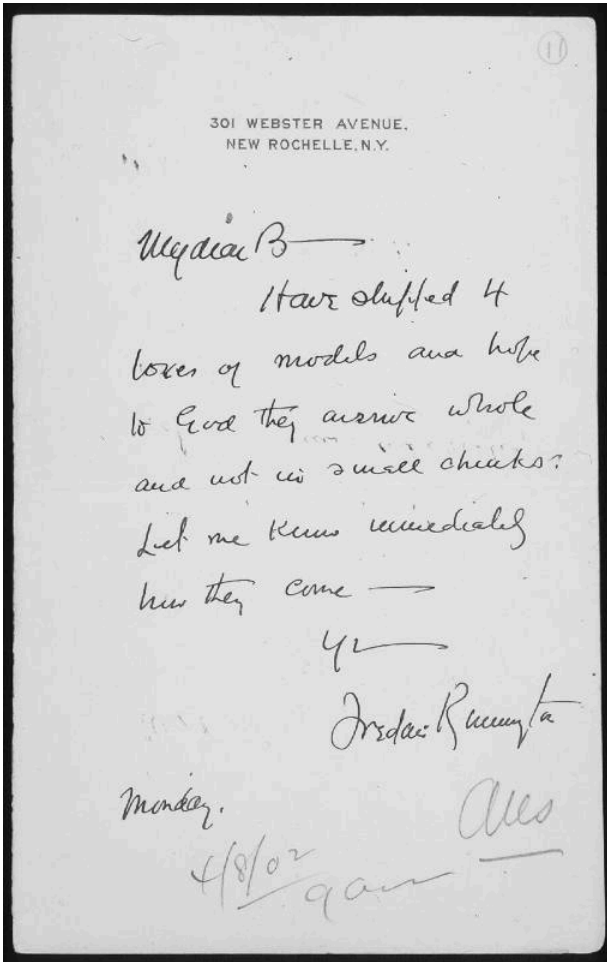 11
301 WEBSTER AVENUE,
NEW ROCHELLE, N.Y.
My dear B—
Have shipped 4
boxes of models and hope
to God they arrive whole
and not in small chunks.
Let me know immediately
how they come —
Yr—
Frederic Remington
Monday.
Ans
4/8/02